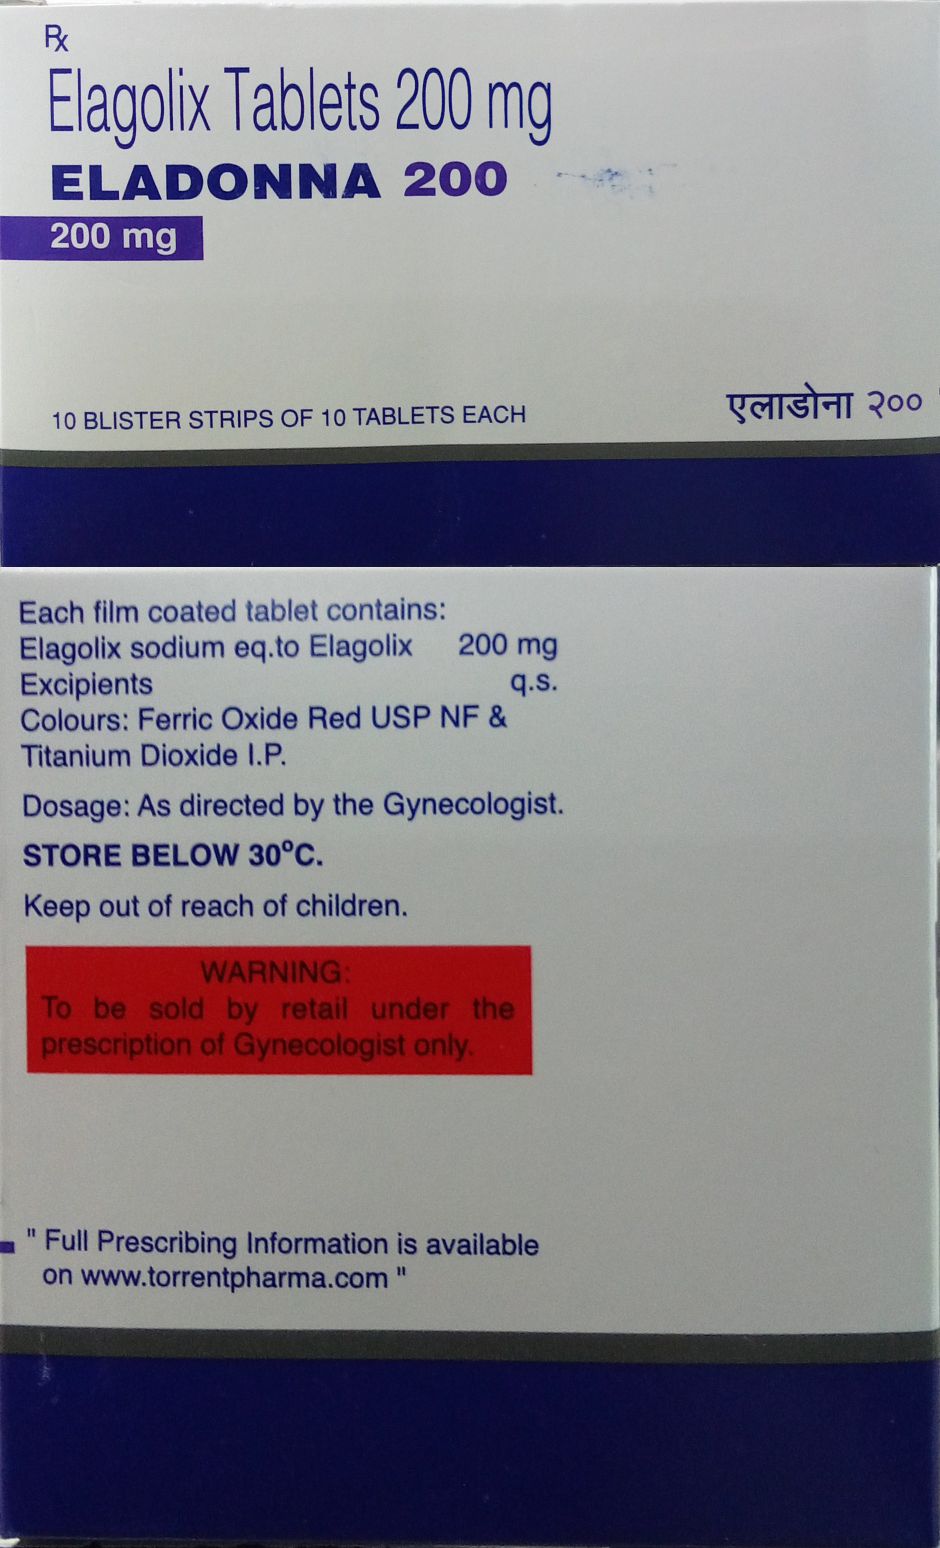 Rx
Elagolix Tablets 200 mg
ELADONNA 200
200 mg
10 BLISTER STRIPS OF 10 TABLETS EACH
एलाडोना २००
Each film coated tablet contains:
Elagolix sodium eq.to Elagolix 200 mg
Excipients q.s.
Colours: Ferric Oxide Red USP NF &
Titanium Dioxide I.P.
Dosage: As directed by the Gynecologist.
STORE BELOW 30°C.
Keep out of reach of children.
WARNING:
To be sold by retail under the
prescription of Gynecologist only.
" Full Prescribing Information is available
on www.torrentpharma.com "